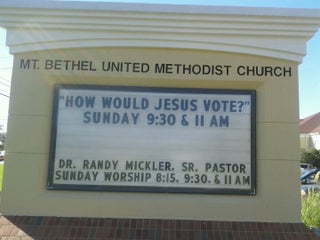 MT. BETHEL UNITED METHODIST CHURCH
"HOW WOULD JESUS VOTE?"
SUNDAY 9:30 & 11 AM
DR. RANDY MICKLER, SR. PASTOR
SUNDAY WORSHIP 8:15, 9:30, & 11 AM